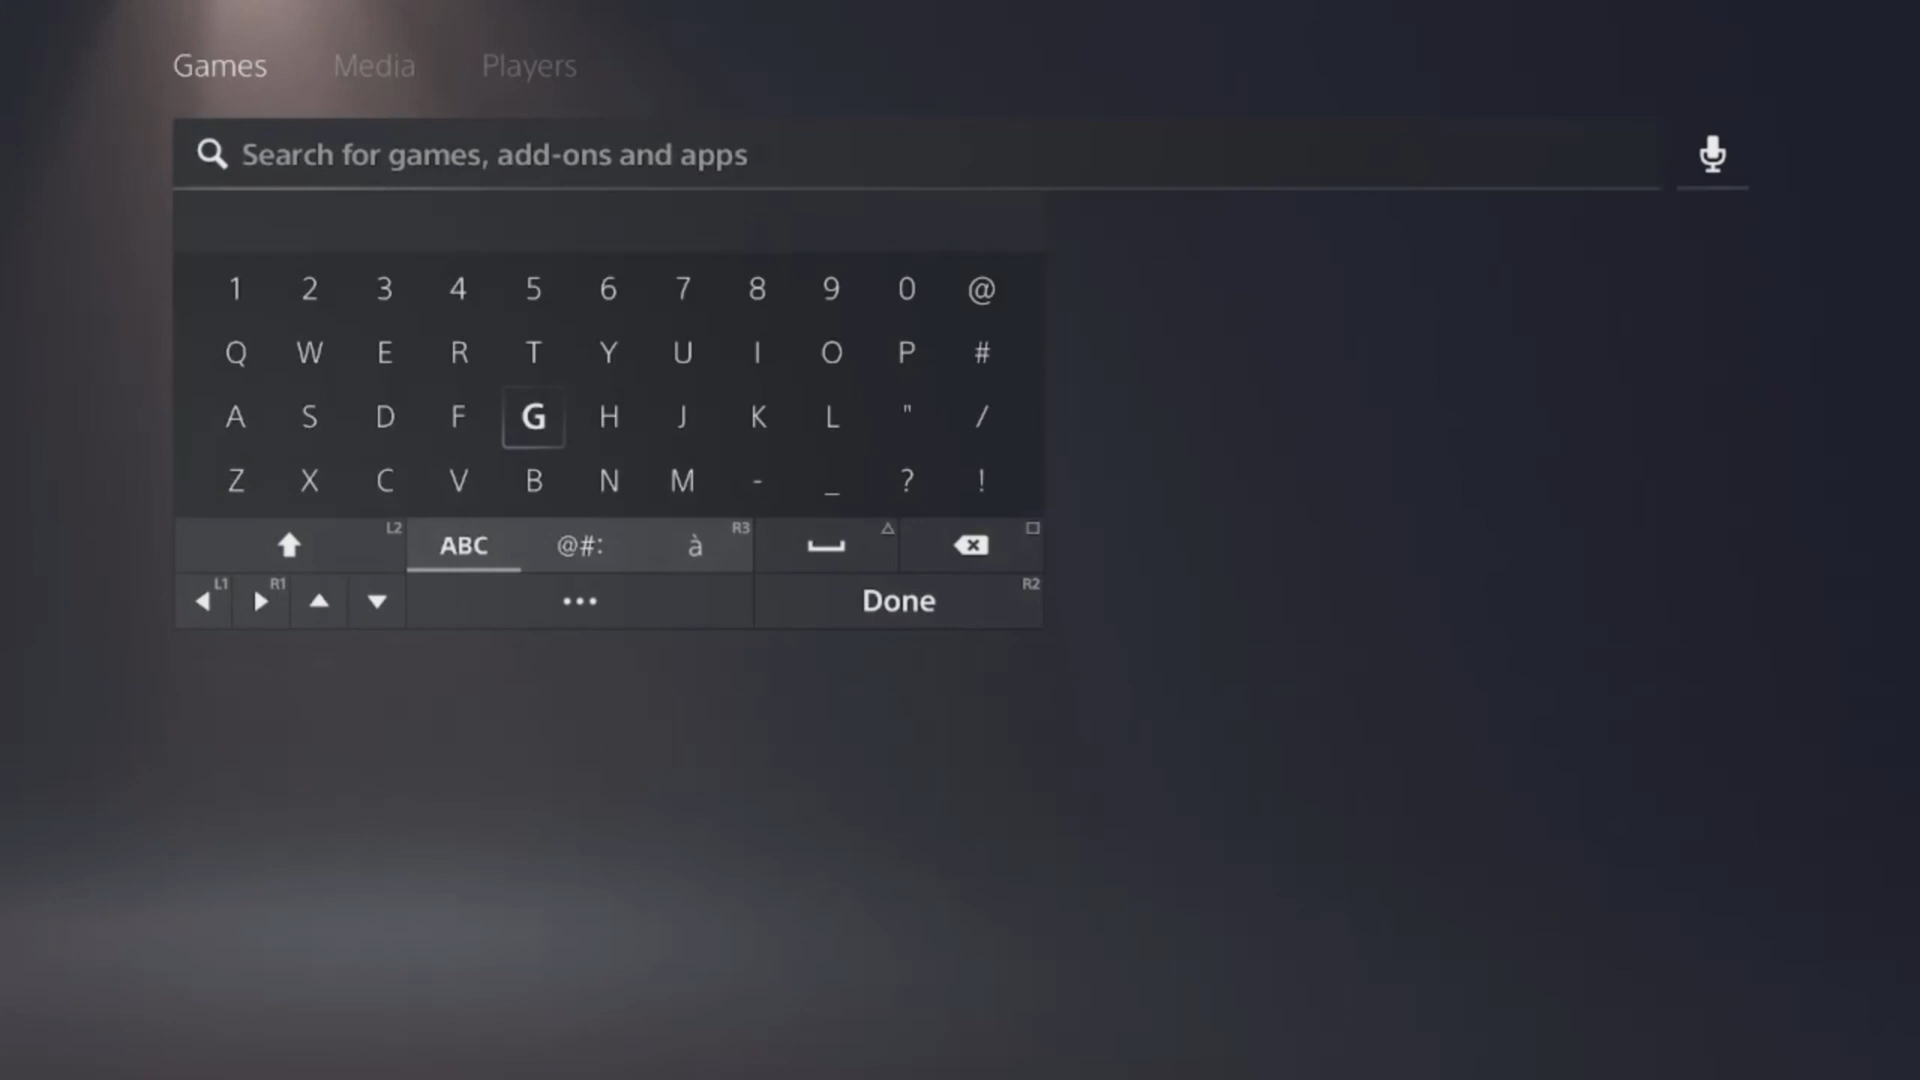 Games Media Players
Search for games, add-ons and apps
1 2 3 4 5 6 7 8 9 0 @
Q W E R T Y U I O P #
A S D F G H J K L " /
Z X C V B N M - _ ? !
L2 ABC @#: à R3
L1 R1 ... Done R2